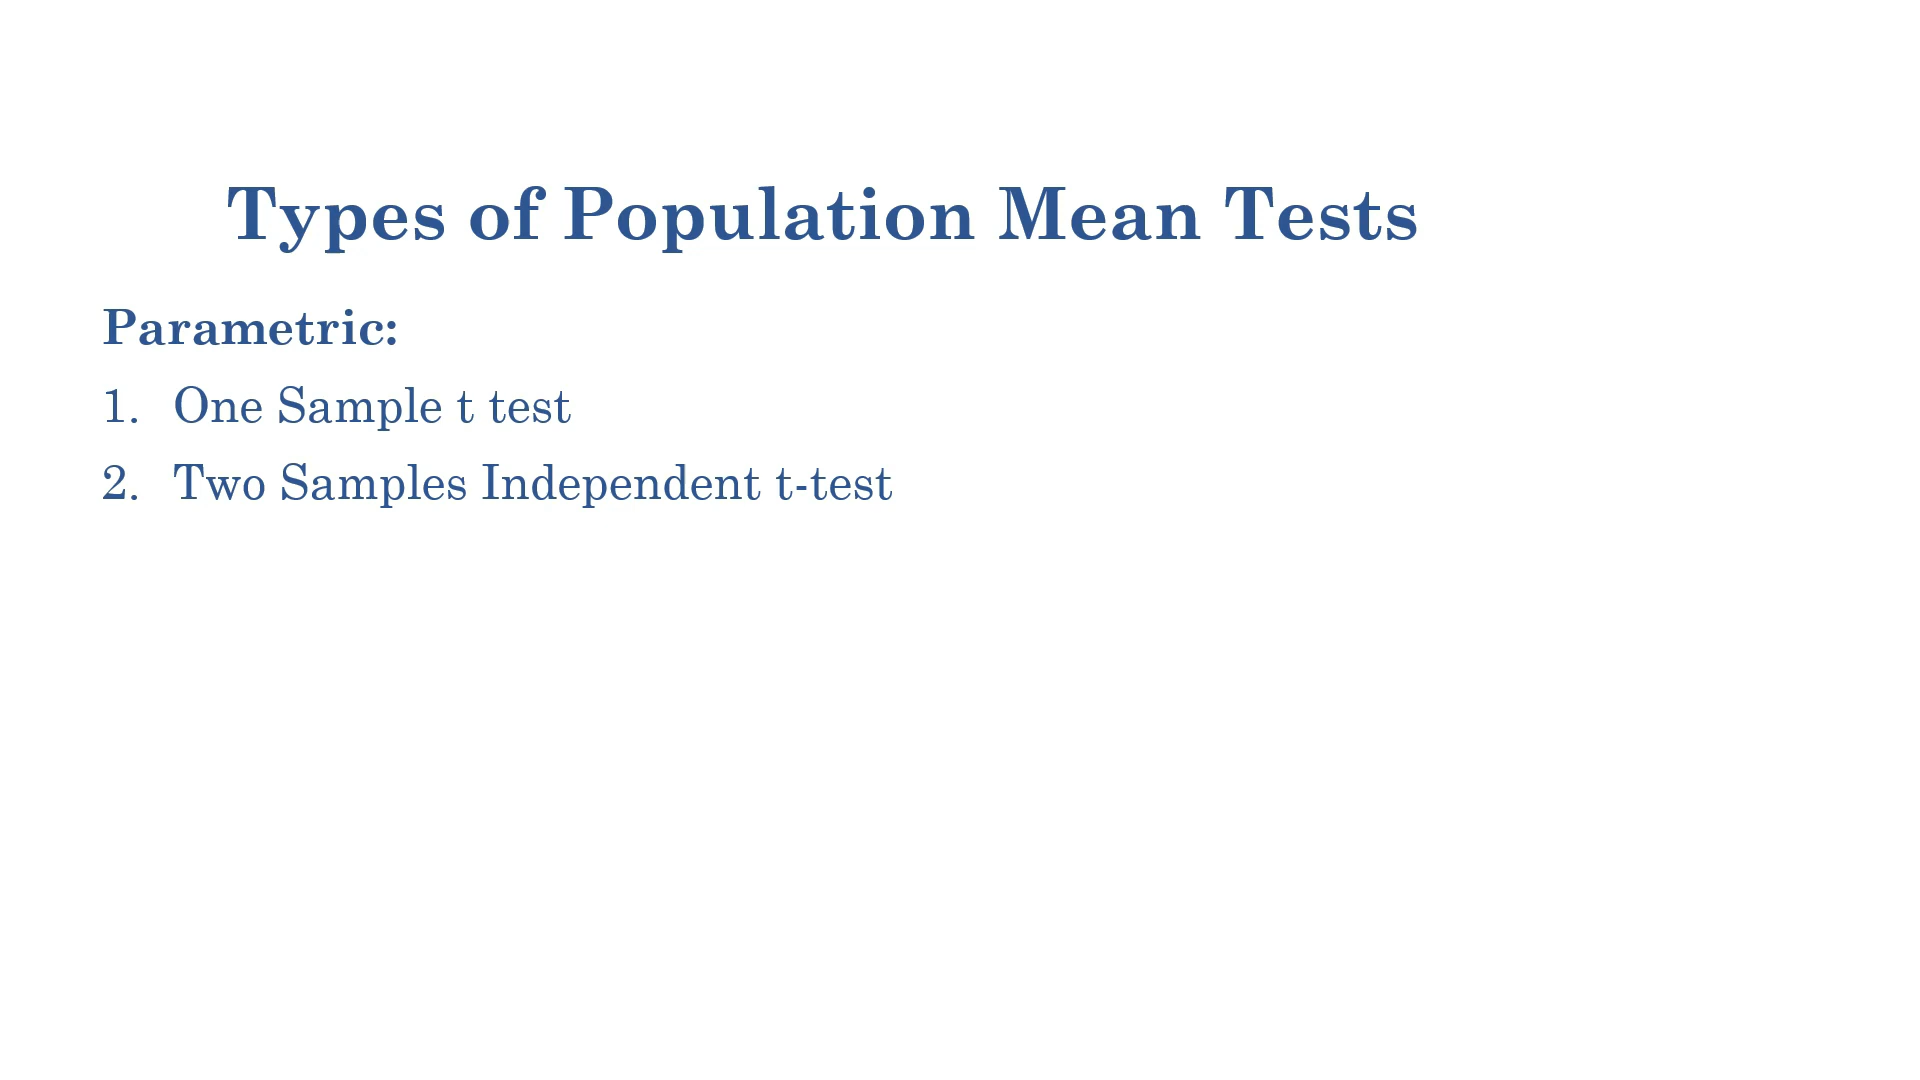 Types of Population Mean Tests
Parametric:
1. One Sample t test
2. Two Samples Independent t-test